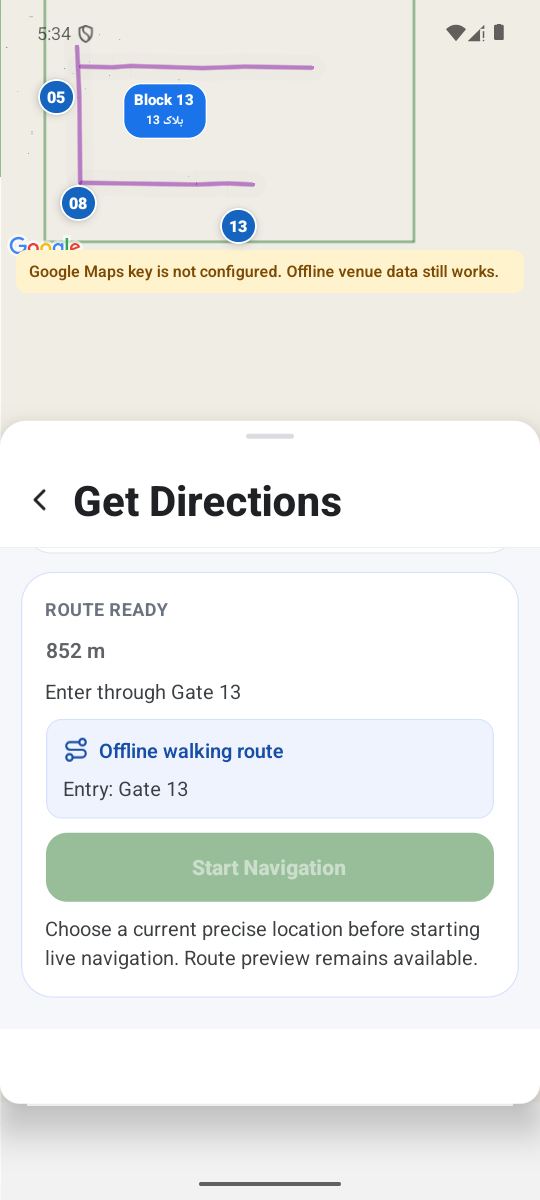 5:34
05
Block 13
بلاک 13
08
13
Google
Google Maps key is not configured. Offline venue data still works.
Get Directions
ROUTE READY
852 m
Enter through Gate 13
Offline walking route
Entry: Gate 13
Start Navigation
Choose a current precise location before starting
live navigation. Route preview remains available.